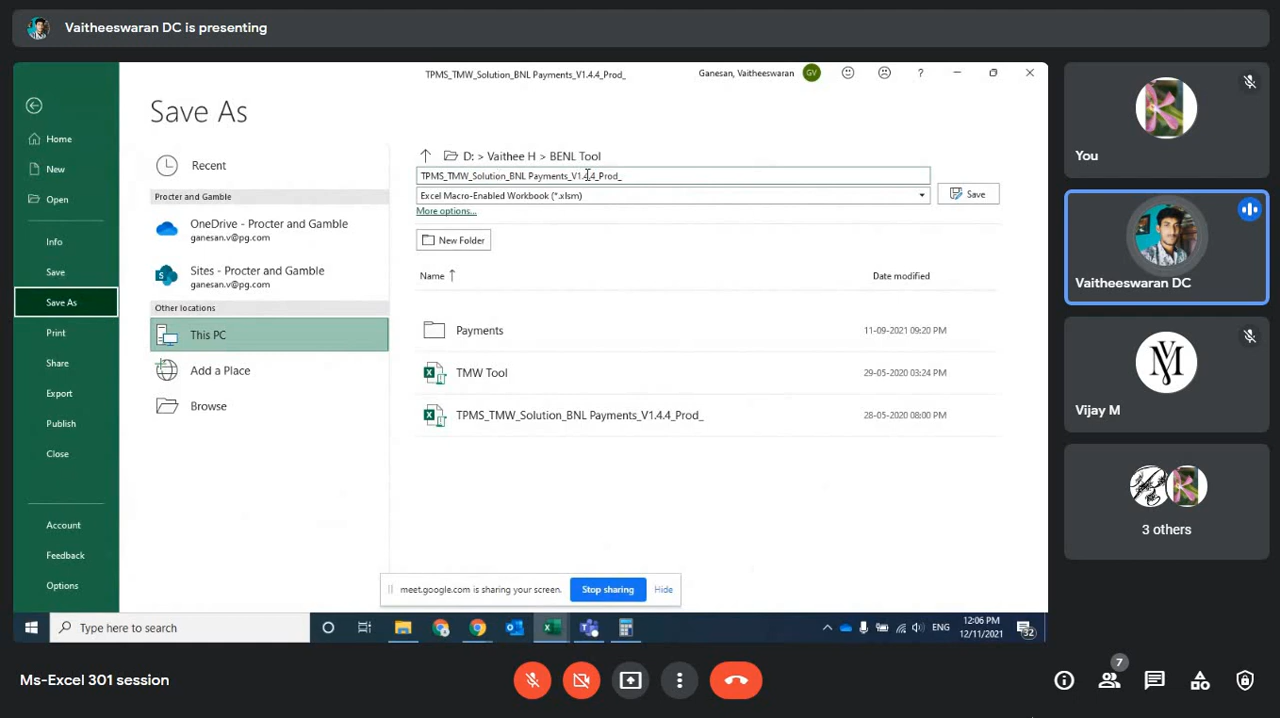 Vaitheeswaran DC is presenting
TPMS_TMW_Solution_BNL Payments_V1.4.4_Prod_
Ganesan, Vaitheeswaran
GV
?
Save As
Home
New
Open
Info
Save
Save As
Print
Share
Export
Publish
Close
Account
Feedback
Options
Recent
Procter and Gamble
OneDrive - Procter and Gamble
ganesan.v@pg.com
Sites - Procter and Gamble
ganesan.v@pg.com
Other locations
This PC
Add a Place
Browse
D: > Vaithee H > BENL Tool
TPMS_TMW_Solution_BNL Payments_V1.4.4_Prod_
Excel Macro-Enabled Workbook (*.xlsm)
Save
More options...
New Folder
Name
Date modified
Payments
11-09-2021 09:20 PM
TMW Tool
29-05-2020 03:24 PM
TPMS_TMW_Solution_BNL Payments_V1.4.4_Prod_
28-05-2020 08:00 PM
meet.google.com is sharing your screen.
Stop sharing
Hide
Type here to search
ENG
12:06 PM
12/11/2021
32
You
Vaitheeswaran DC
VM
Vijay M
3 others
Ms-Excel 301 session
7